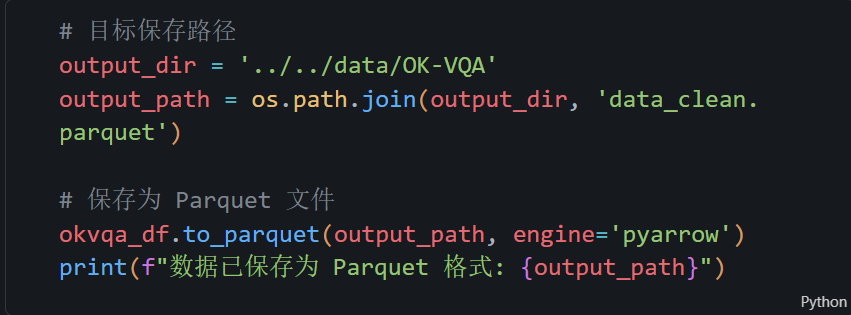 # 目标保存路径
output_dir = '../../data/OK-VQA'
output_path = os.path.join(output_dir, 'data_clean.
parquet')
# 保存为 Parquet 文件
okvqa_df.to_parquet(output_path, engine='pyarrow')
print(f"数据已保存为 Parquet 格式: {output_path}")
Python